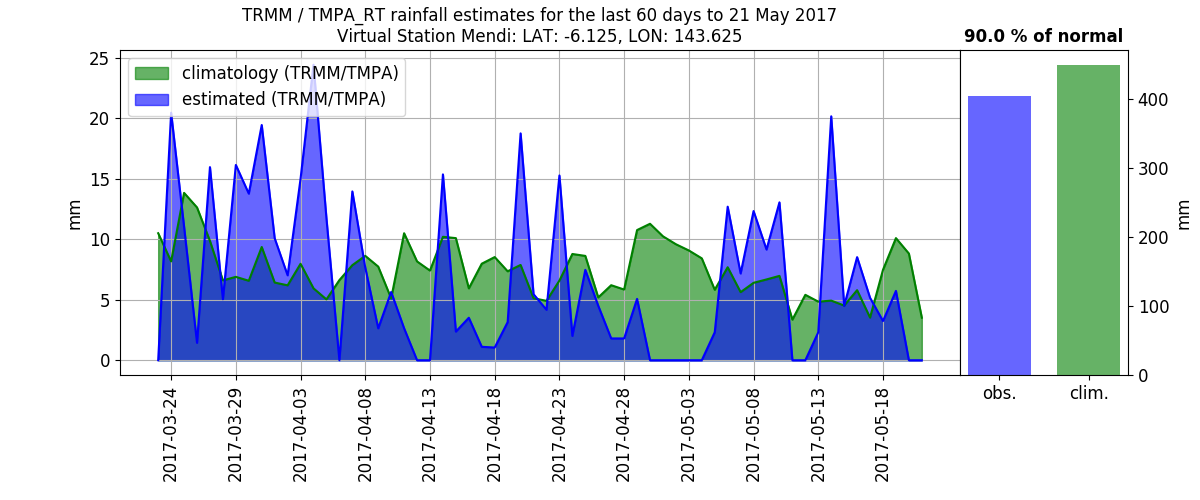 TRMM / TMPA_RT rainfall estimates for the last 60 days to 21 May 2017
Virtual Station Mendi: LAT: -6.125, LON: 143.625
90.0 % of normal
climatology (TRMM/TMPA)
estimated (TRMM/TMPA)
25
20
15
10
5
0
mm
2017-03-24
2017-03-29
2017-04-03
2017-04-08
2017-04-13
2017-04-18
2017-04-23
2017-04-28
2017-05-03
2017-05-08
2017-05-13
2017-05-18
400
300
200
100
0
mm
obs.
clim.